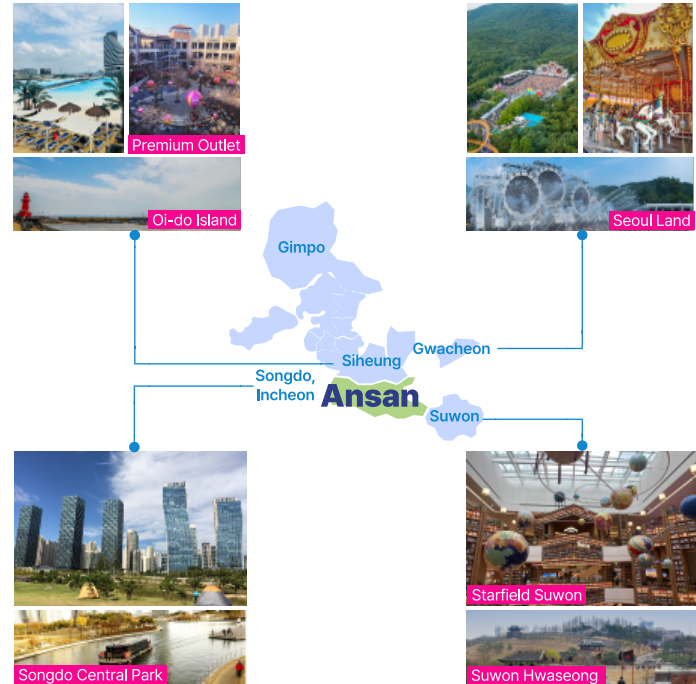 Premium Outlet
Oi-do Island
Seoul Land
Gimpo
Gwacheon
Siheung
Songdo,
Incheon
Ansan
Suwon
Starfield Suwon
Songdo Central Park
Suwon Hwaseong